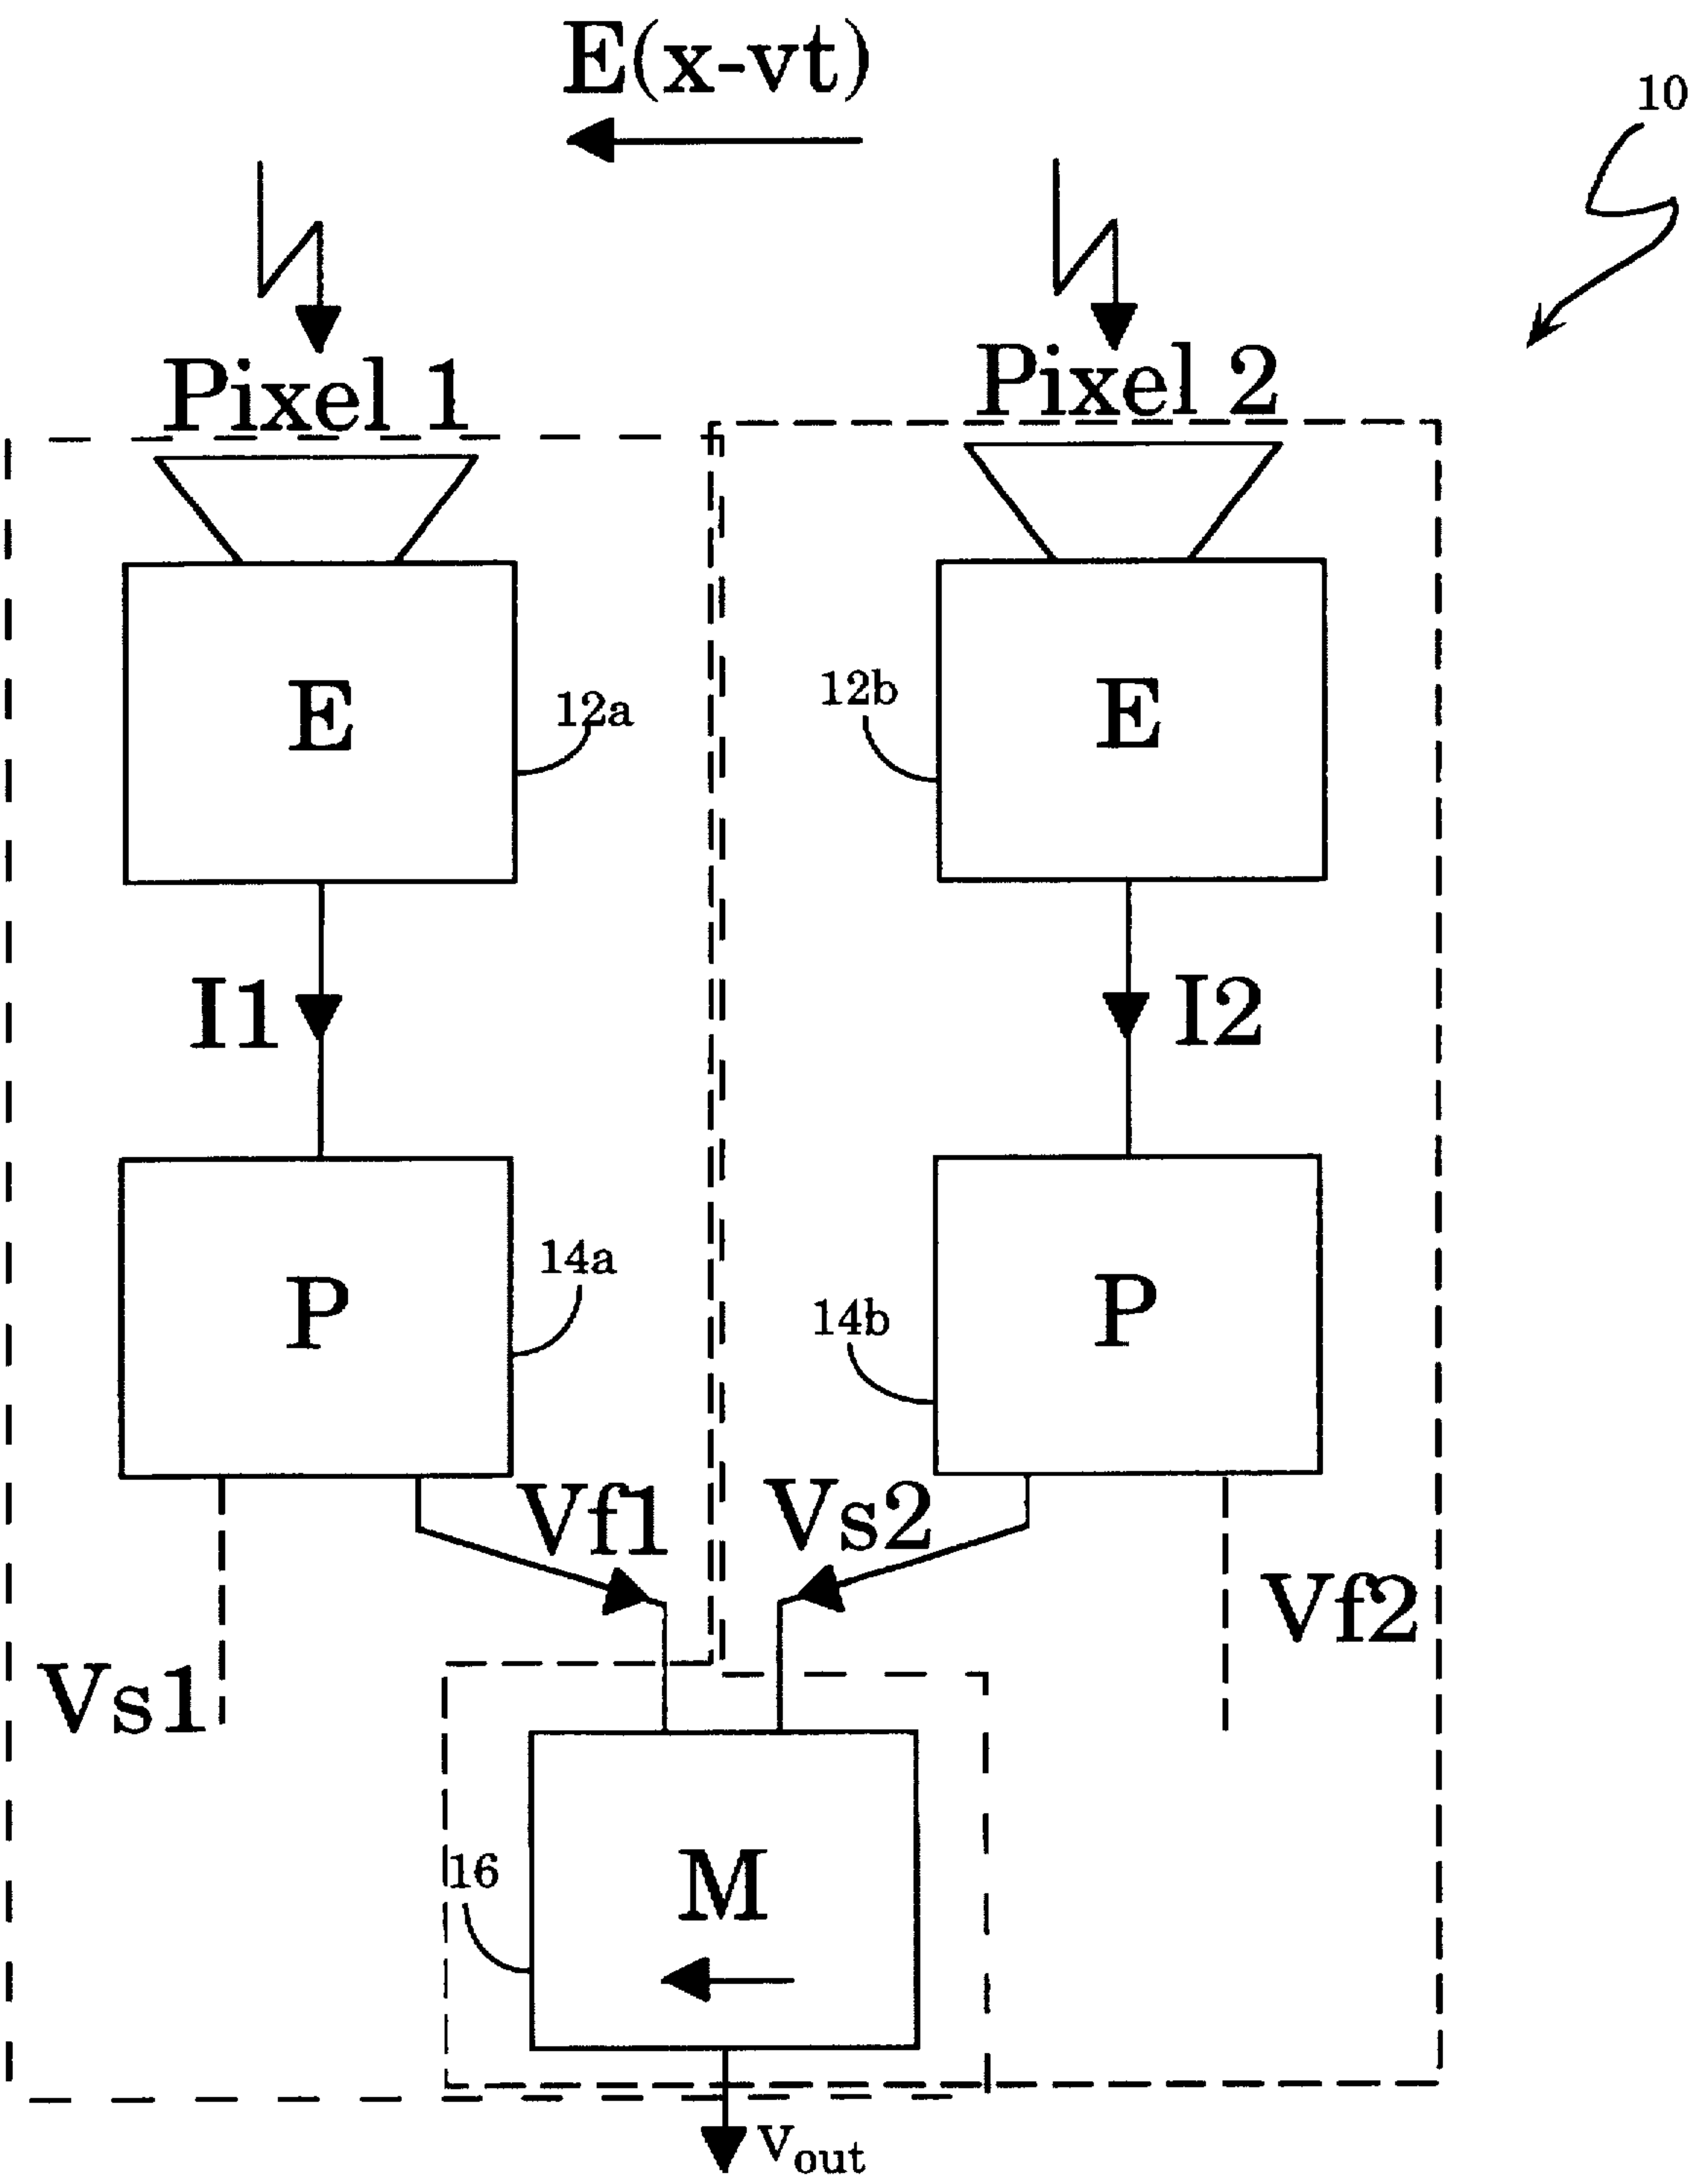 E(x-vt)
10
Pixel 1
Pixel 2
E
12a
12b
E
I1
I2
P
14a
14b
P
Vf1
Vs2
Vs1
Vf2
M
16
Vout